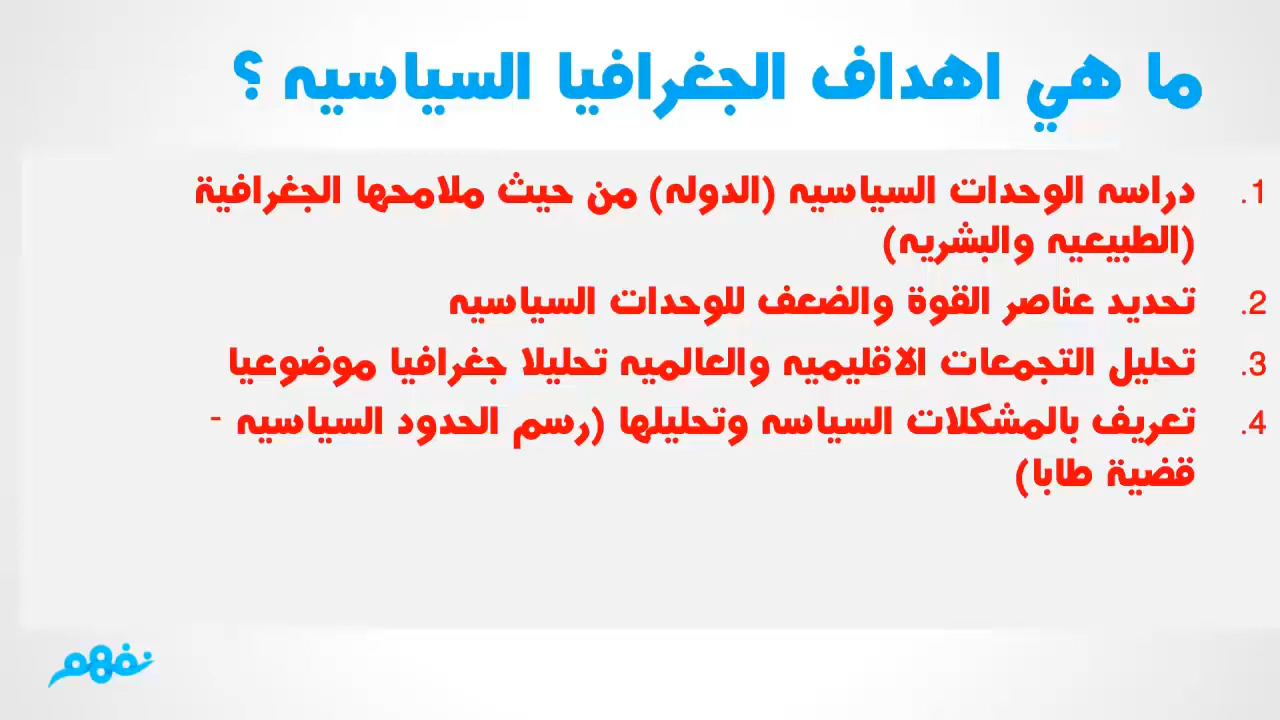 ما هي اهداف الجغرافيا السياسيه ؟
1. دراسه الوحدات السياسيه (الدوله) من حيث ملامحها الجغرافية
(الطبيعيه والبشريه)
2. تحديد عناصر القوة والضعف للوحدات السياسيه
3. تحليل التجمعات الاقليميه والعالميه تحليلا جغرافيا موضوعيا
4. تعريف بالمشكلات السياسه وتحليلها (رسم الحدود السياسيه -
قضية طابا)
نفهم